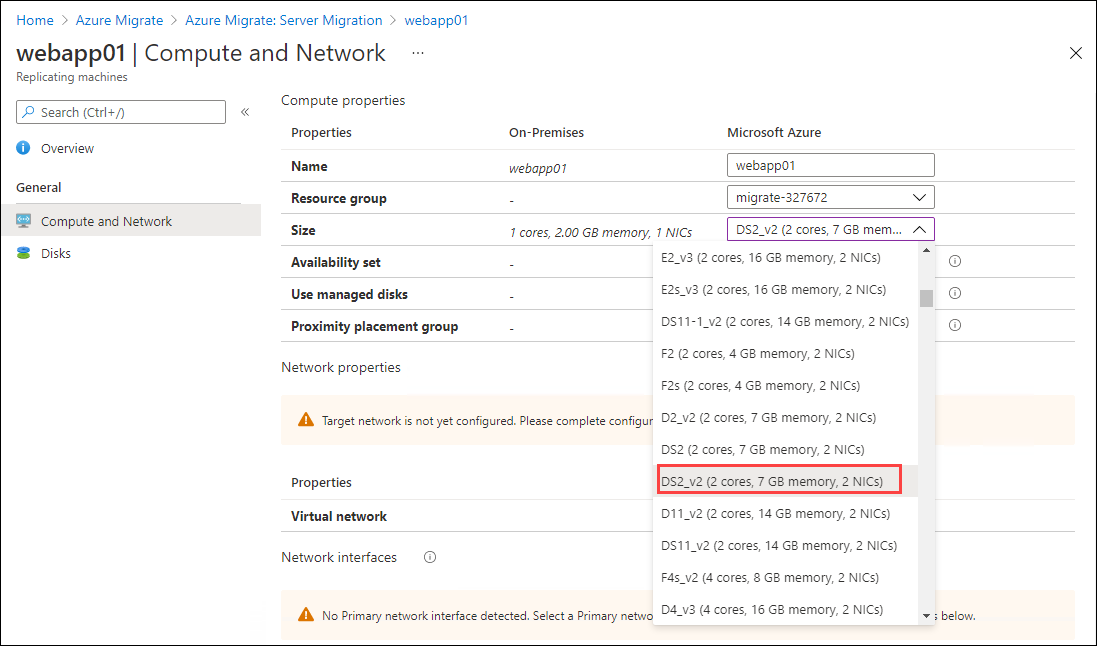 Home > Azure Migrate > Azure Migrate: Server Migration > webapp01
webapp01 | Compute and Network ...
Replicating machines
Search (Ctrl+/)
«
Overview
General
Compute and Network
Disks
Compute properties
Properties On-Premises Microsoft Azure
Name webapp01 webapp01
Resource group - migrate-327672
Size 1 cores, 2.00 GB memory, 1 NICs DS2_v2 (2 cores, 7 GB mem...
Availability set -
Use managed disks -
Proximity placement group -
E2_v3 (2 cores, 16 GB memory, 2 NICs)
E2s_v3 (2 cores, 16 GB memory, 2 NICs)
DS11-1_v2 (2 cores, 14 GB memory, 2 NICs)
F2 (2 cores, 4 GB memory, 2 NICs)
F2s (2 cores, 4 GB memory, 2 NICs)
D2_v2 (2 cores, 7 GB memory, 2 NICs)
DS2 (2 cores, 7 GB memory, 2 NICs)
DS2_v2 (2 cores, 7 GB memory, 2 NICs)
D11_v2 (2 cores, 14 GB memory, 2 NICs)
DS11_v2 (2 cores, 14 GB memory, 2 NICs)
F4s_v2 (4 cores, 8 GB memory, 2 NICs)
D4_v3 (4 cores, 16 GB memory, 2 NICs)
Network properties
Target network is not yet configured. Please complete configur
Properties
Virtual network
Network interfaces
No Primary network interface detected. Select a Primary netwo s below.